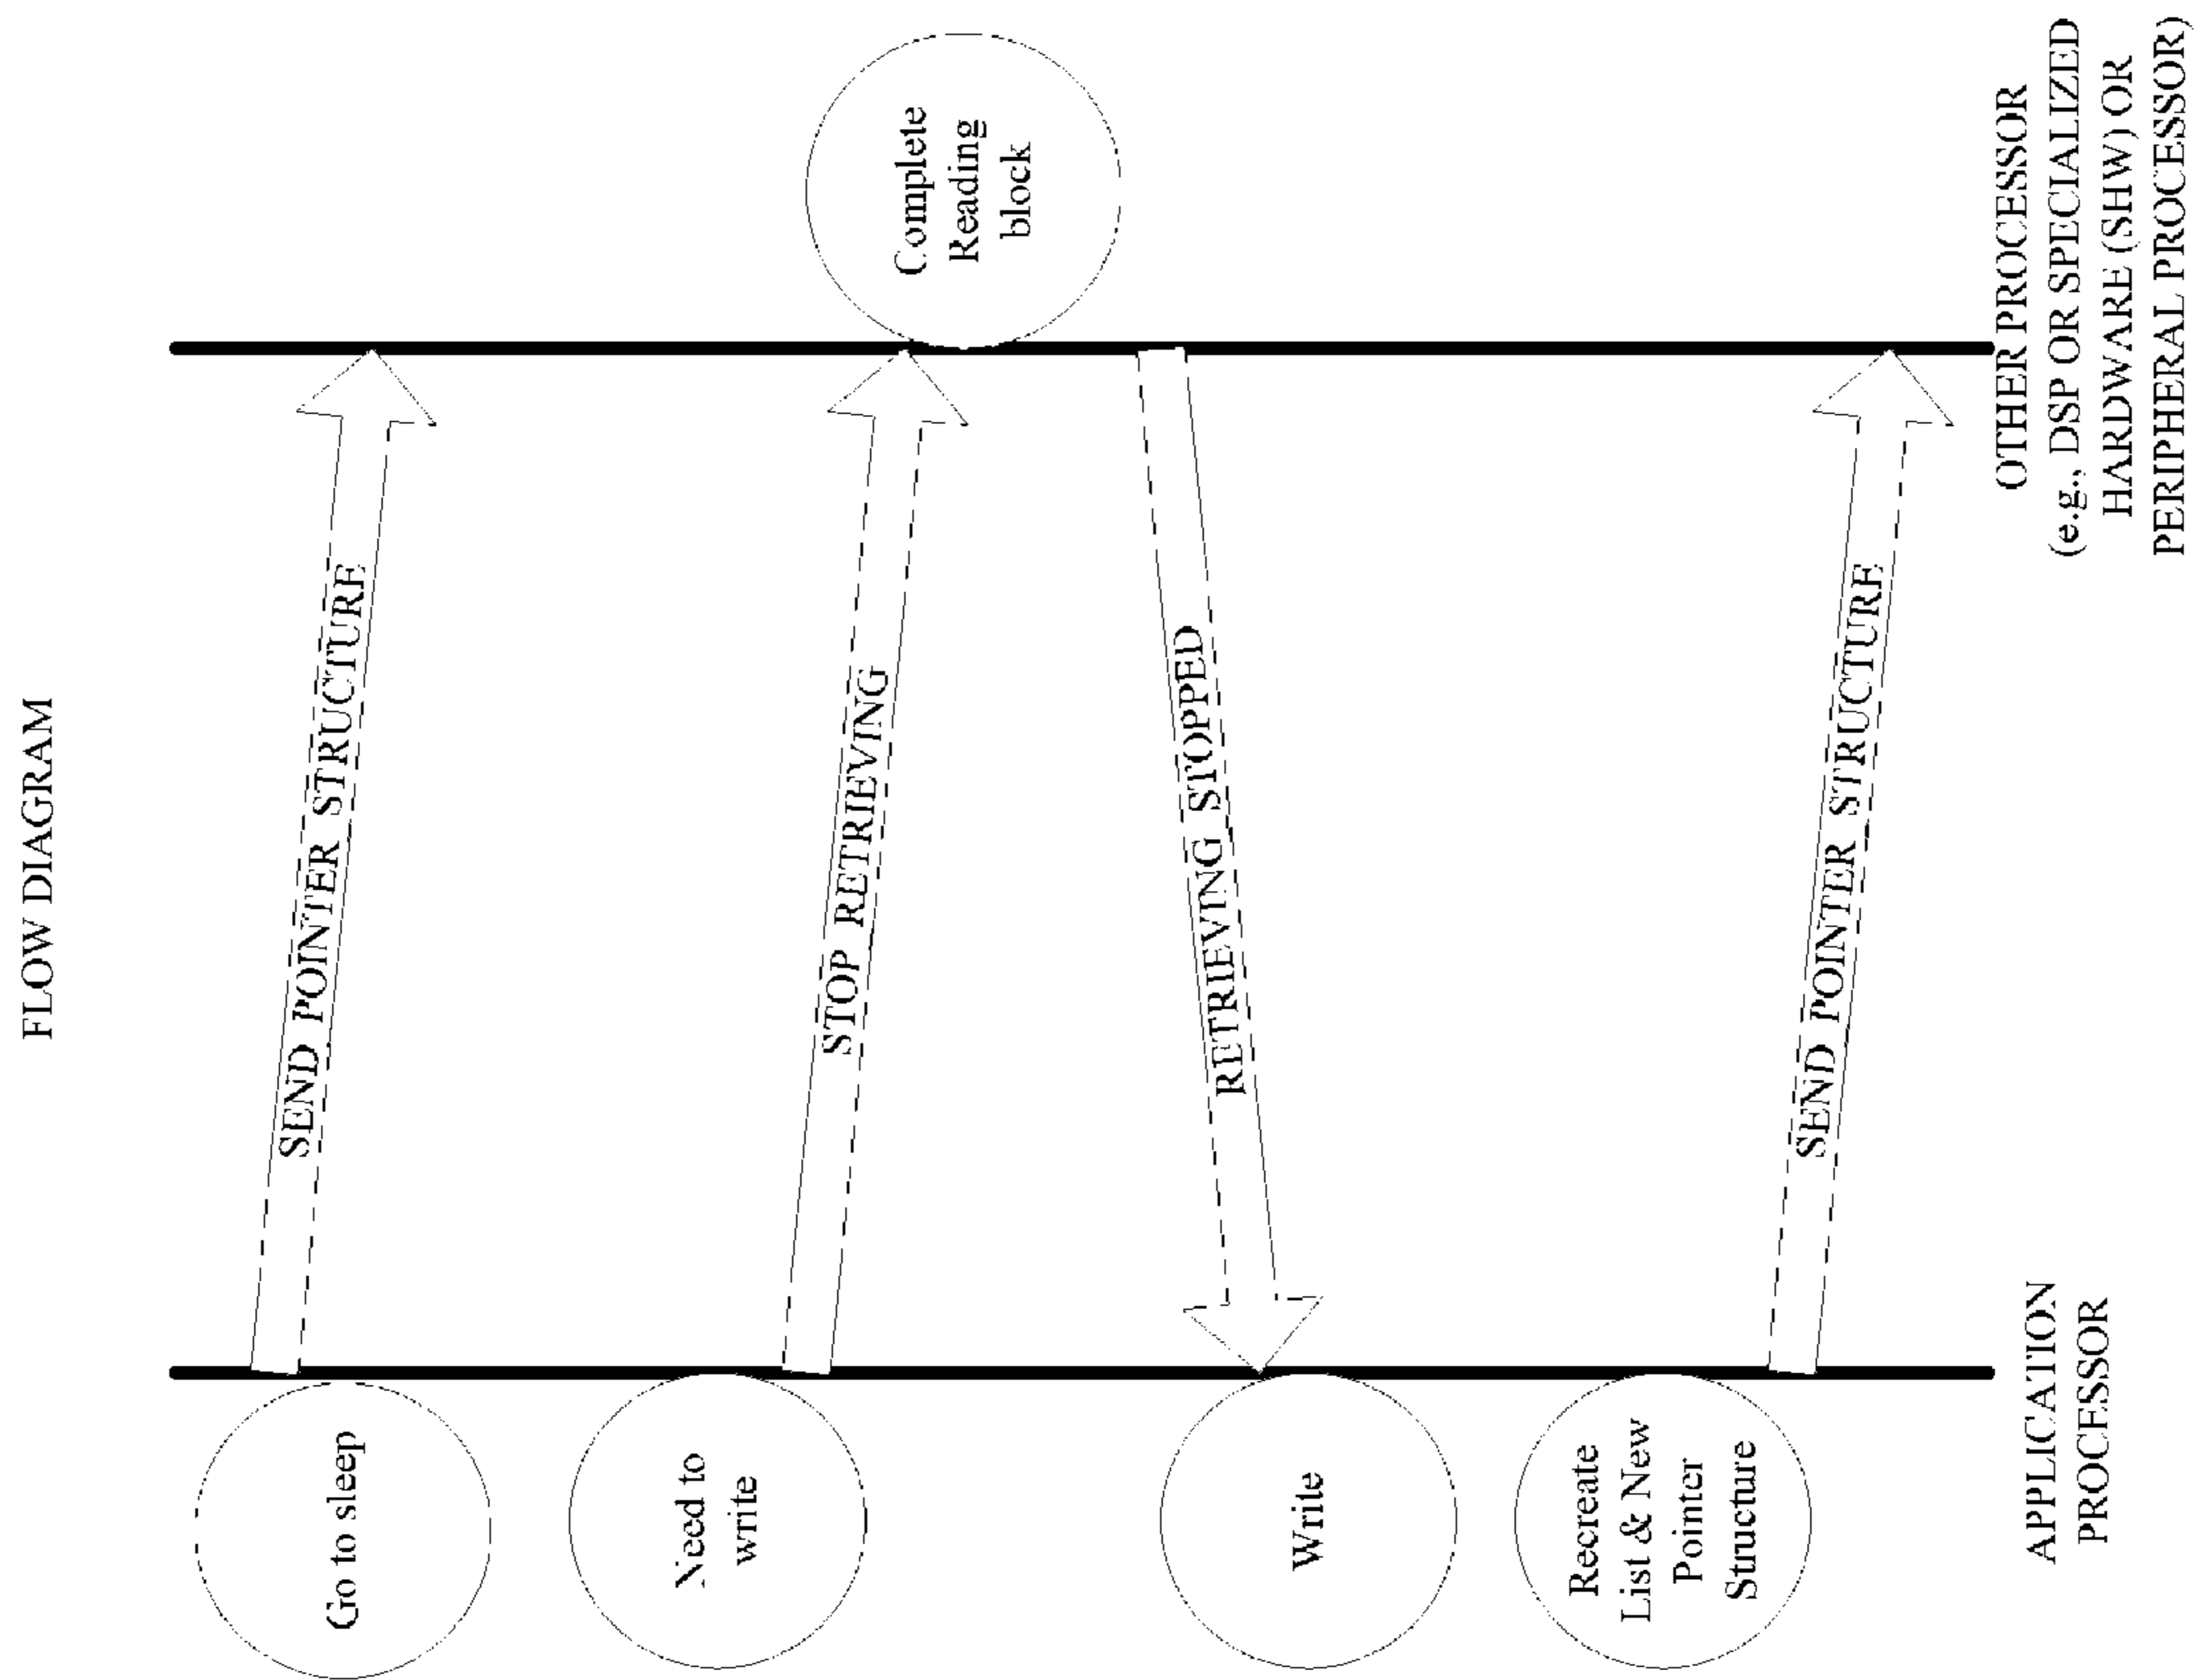 FLOW DIAGRAM
Go to sleep
SEND POINTER STRUCTURE
Need to
write
STOP RETRIEVING
Complete
Reading
block
RETRIEVING STOPPED
Write
Recreate
List & New
Pointer
Structure
SEND POINTER STRUCTURE
APPLICATION
PROCESSOR
OTHER PROCESSOR
(e.g., DSP OR SPECIALIZED
HARDWARE (SHW) OR
PERIPHERAL PROCESSOR)